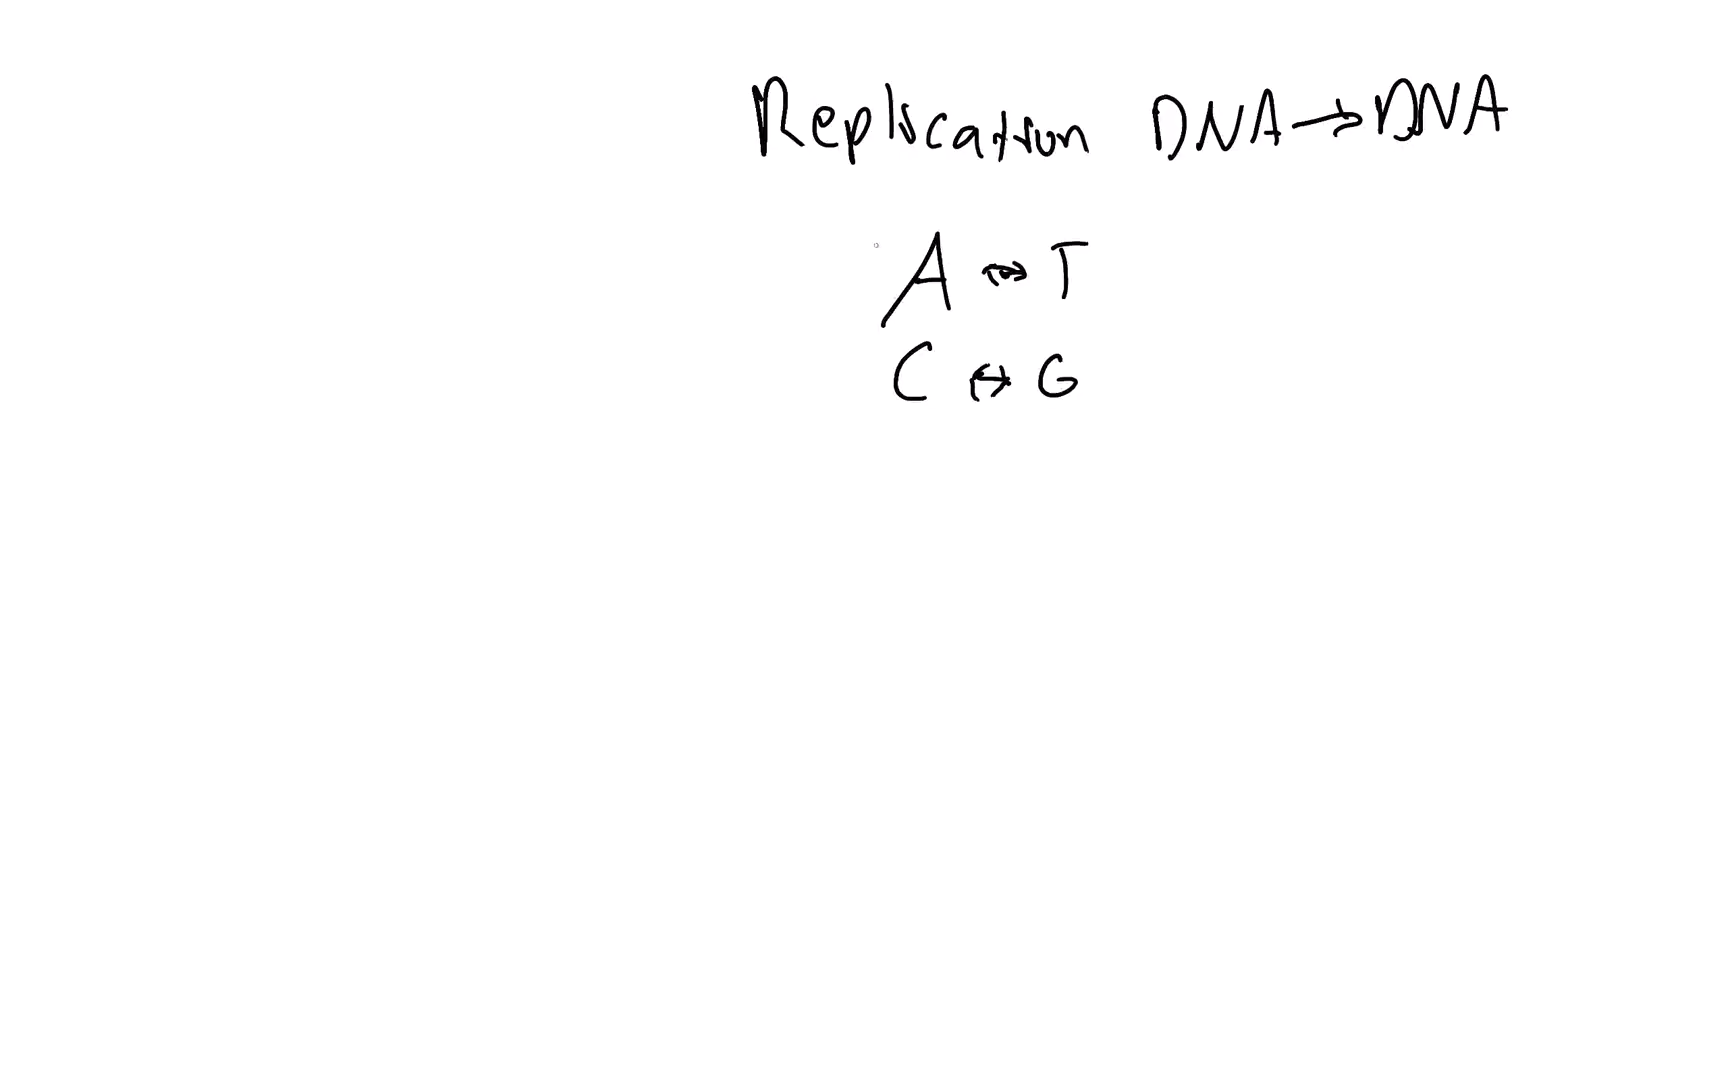 Replication DNA→DNA
A ↔ T
C ↔ G